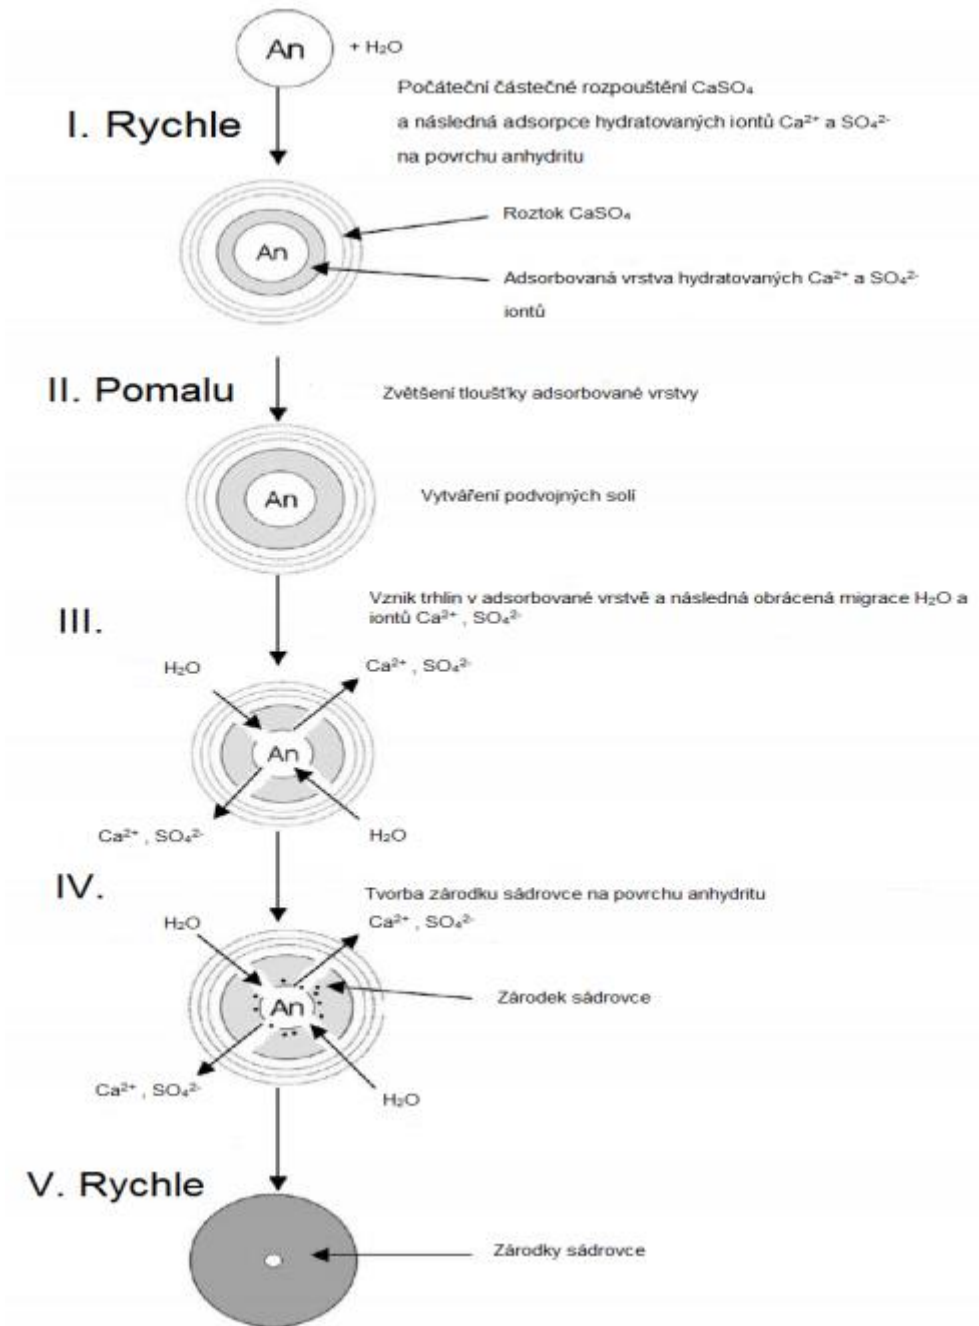 An
+ H₂O
I. Rychle
Počáteční částečné rozpouštění CaSO₄
a následná adsorpce hydratovaných iontů Ca²⁺ a SO₄²⁻
na povrchu anhydritu
Roztok CaSO₄
An
Adsorbovaná vrstva hydratovaných Ca²⁺ a SO₄²⁻
iontů
II. Pomalu
Zvětšení tloušťky adsorbované vrstvy
An
Vytváření podvojných solí
III.
Vznik trhlin v adsorbované vrstvě a následná obrácená migrace H₂O a
iontů Ca²⁺ , SO₄²⁻
H₂O
Ca²⁺ , SO₄²⁻
An
Ca²⁺ , SO₄²⁻
H₂O
IV.
Tvorba zárodku sádrovce na povrchu anhydritu
H₂O
Ca²⁺ , SO₄²⁻
An
Zárodek sádrovce
Ca²⁺ , SO₄²⁻
H₂O
V. Rychle
Zárodky sádrovce